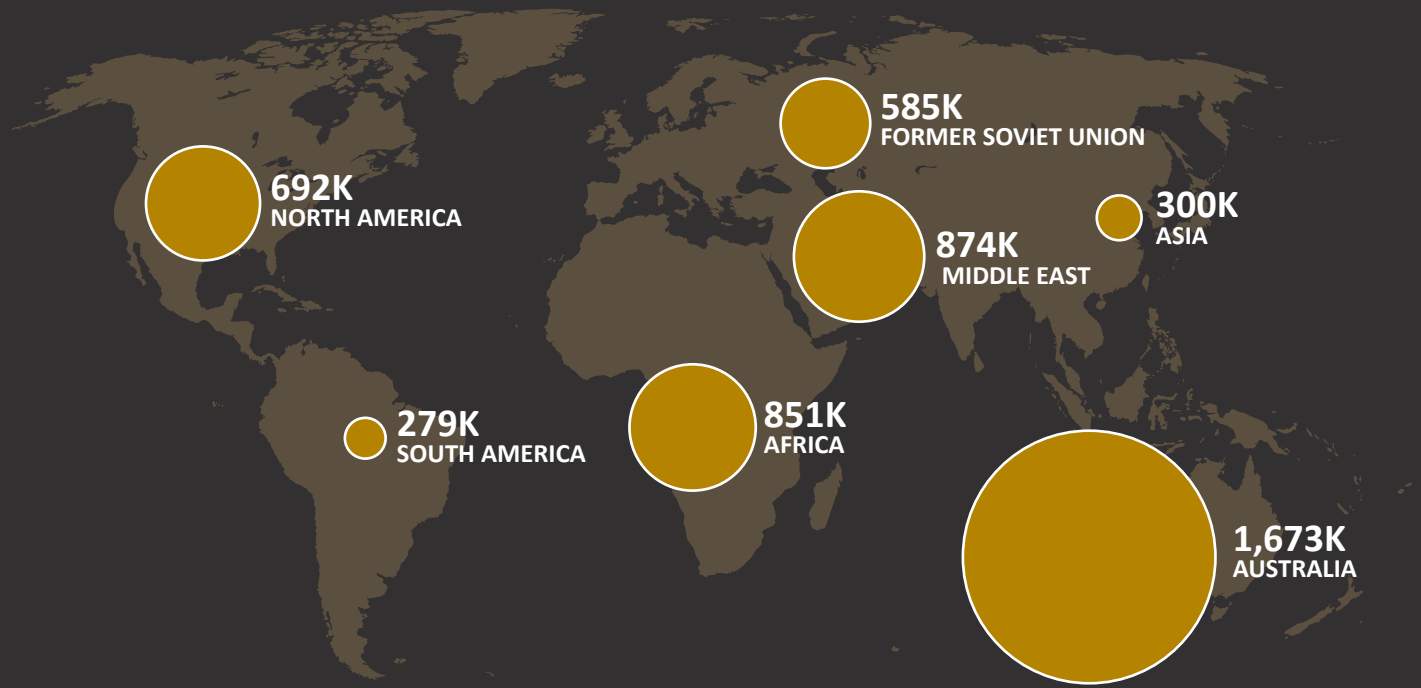 585K
FORMER SOVIET UNION
692K
NORTH AMERICA
300K
ASIA
874K
MIDDLE EAST
279K
SOUTH AMERICA
851K
AFRICA
1,673K
AUSTRALIA